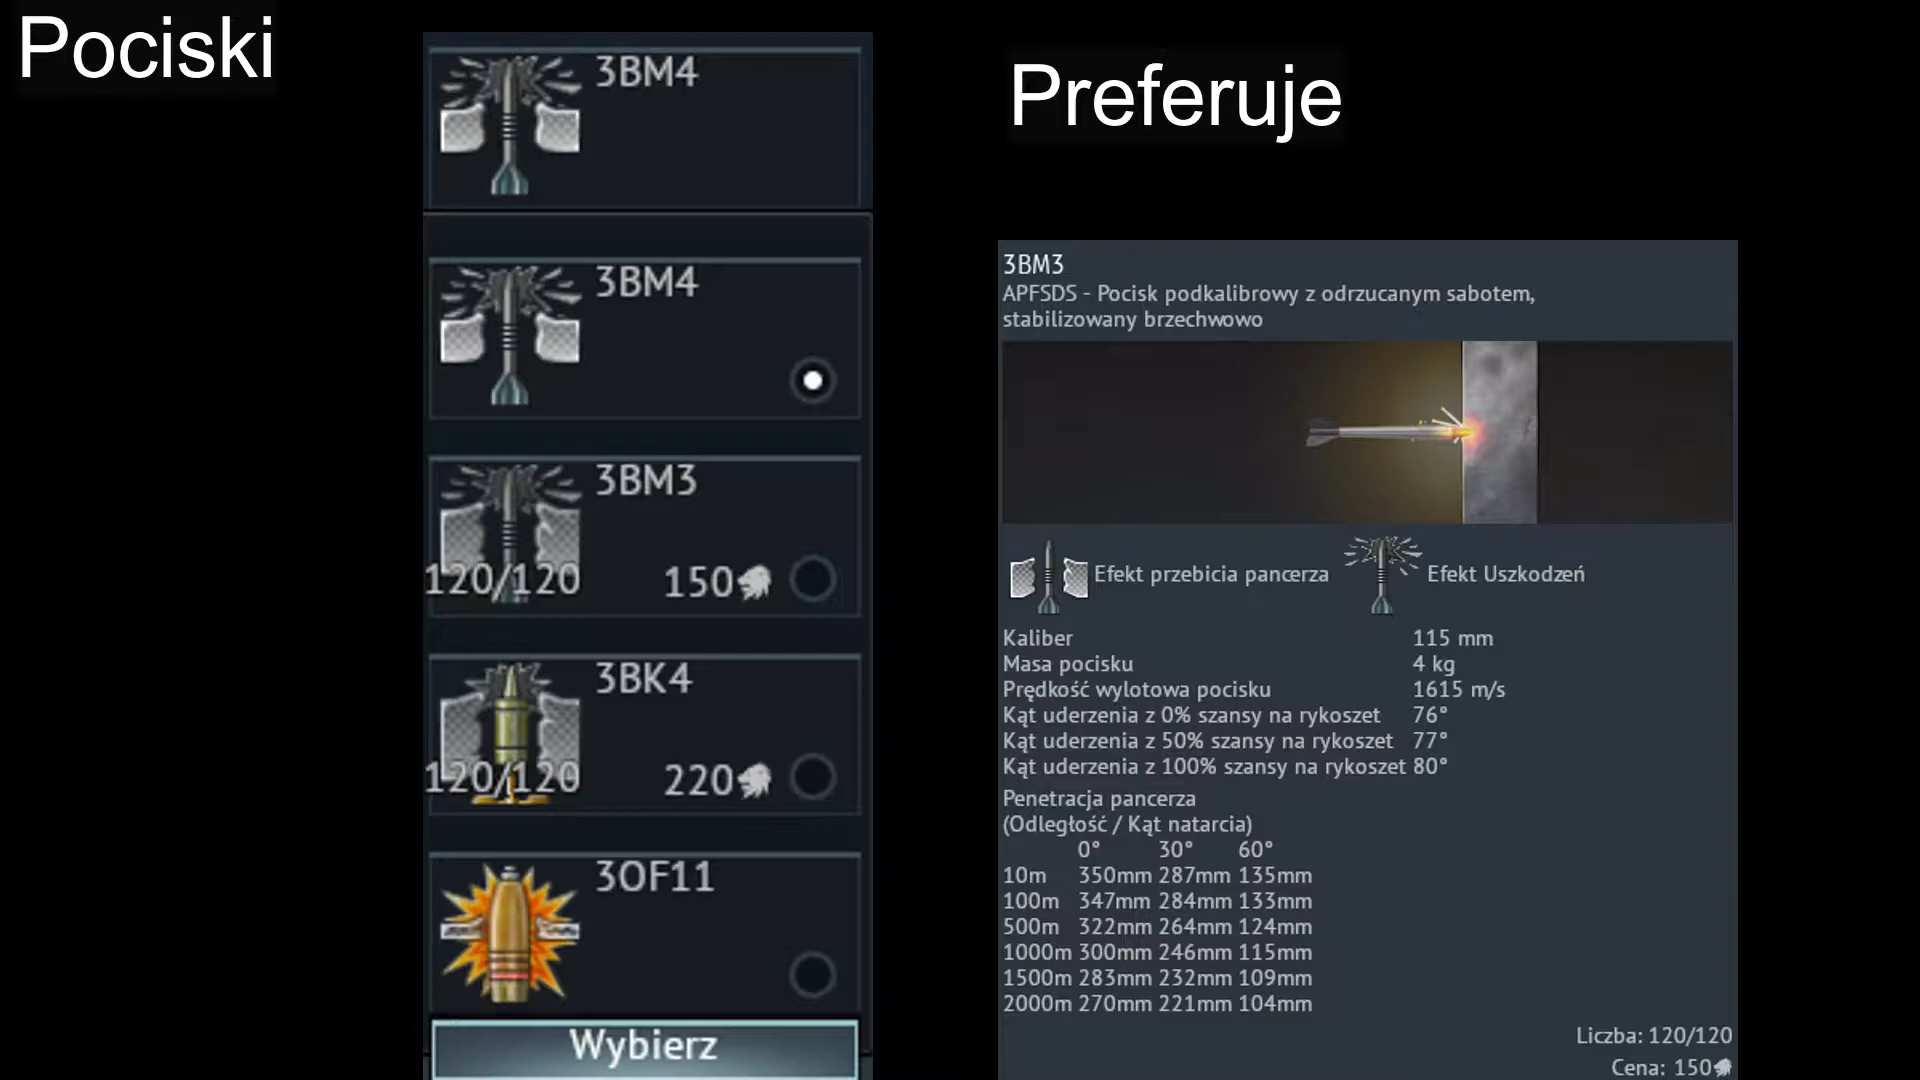 Pociski
3BM4
3BM4
3BM3
120/120 150
3BK4
120/120 220
3OF11
Wybierz
Preferuje
3BM3
APFSDS - Pocisk podkalibrowy z odrzucanym sabotem,
stabilizowany brzechwowo
Efekt przebicia pancerza Efekt Uszkodzeń
Kaliber 115 mm
Masa pocisku 4 kg
Prędkość wylotowa pocisku 1615 m/s
Kąt uderzenia z 0% szansy na rykoszet 76°
Kąt uderzenia z 50% szansy na rykoszet 77°
Kąt uderzenia z 100% szansy na rykoszet 80°
Penetracja pancerza
(Odległość / Kąt natarcia)
0° 30° 60°
10m 350mm 287mm 135mm
100m 347mm 284mm 133mm
500m 322mm 264mm 124mm
1000m 300mm 246mm 115mm
1500m 283mm 232mm 109mm
2000m 270mm 221mm 104mm
Liczba: 120/120
Cena: 150